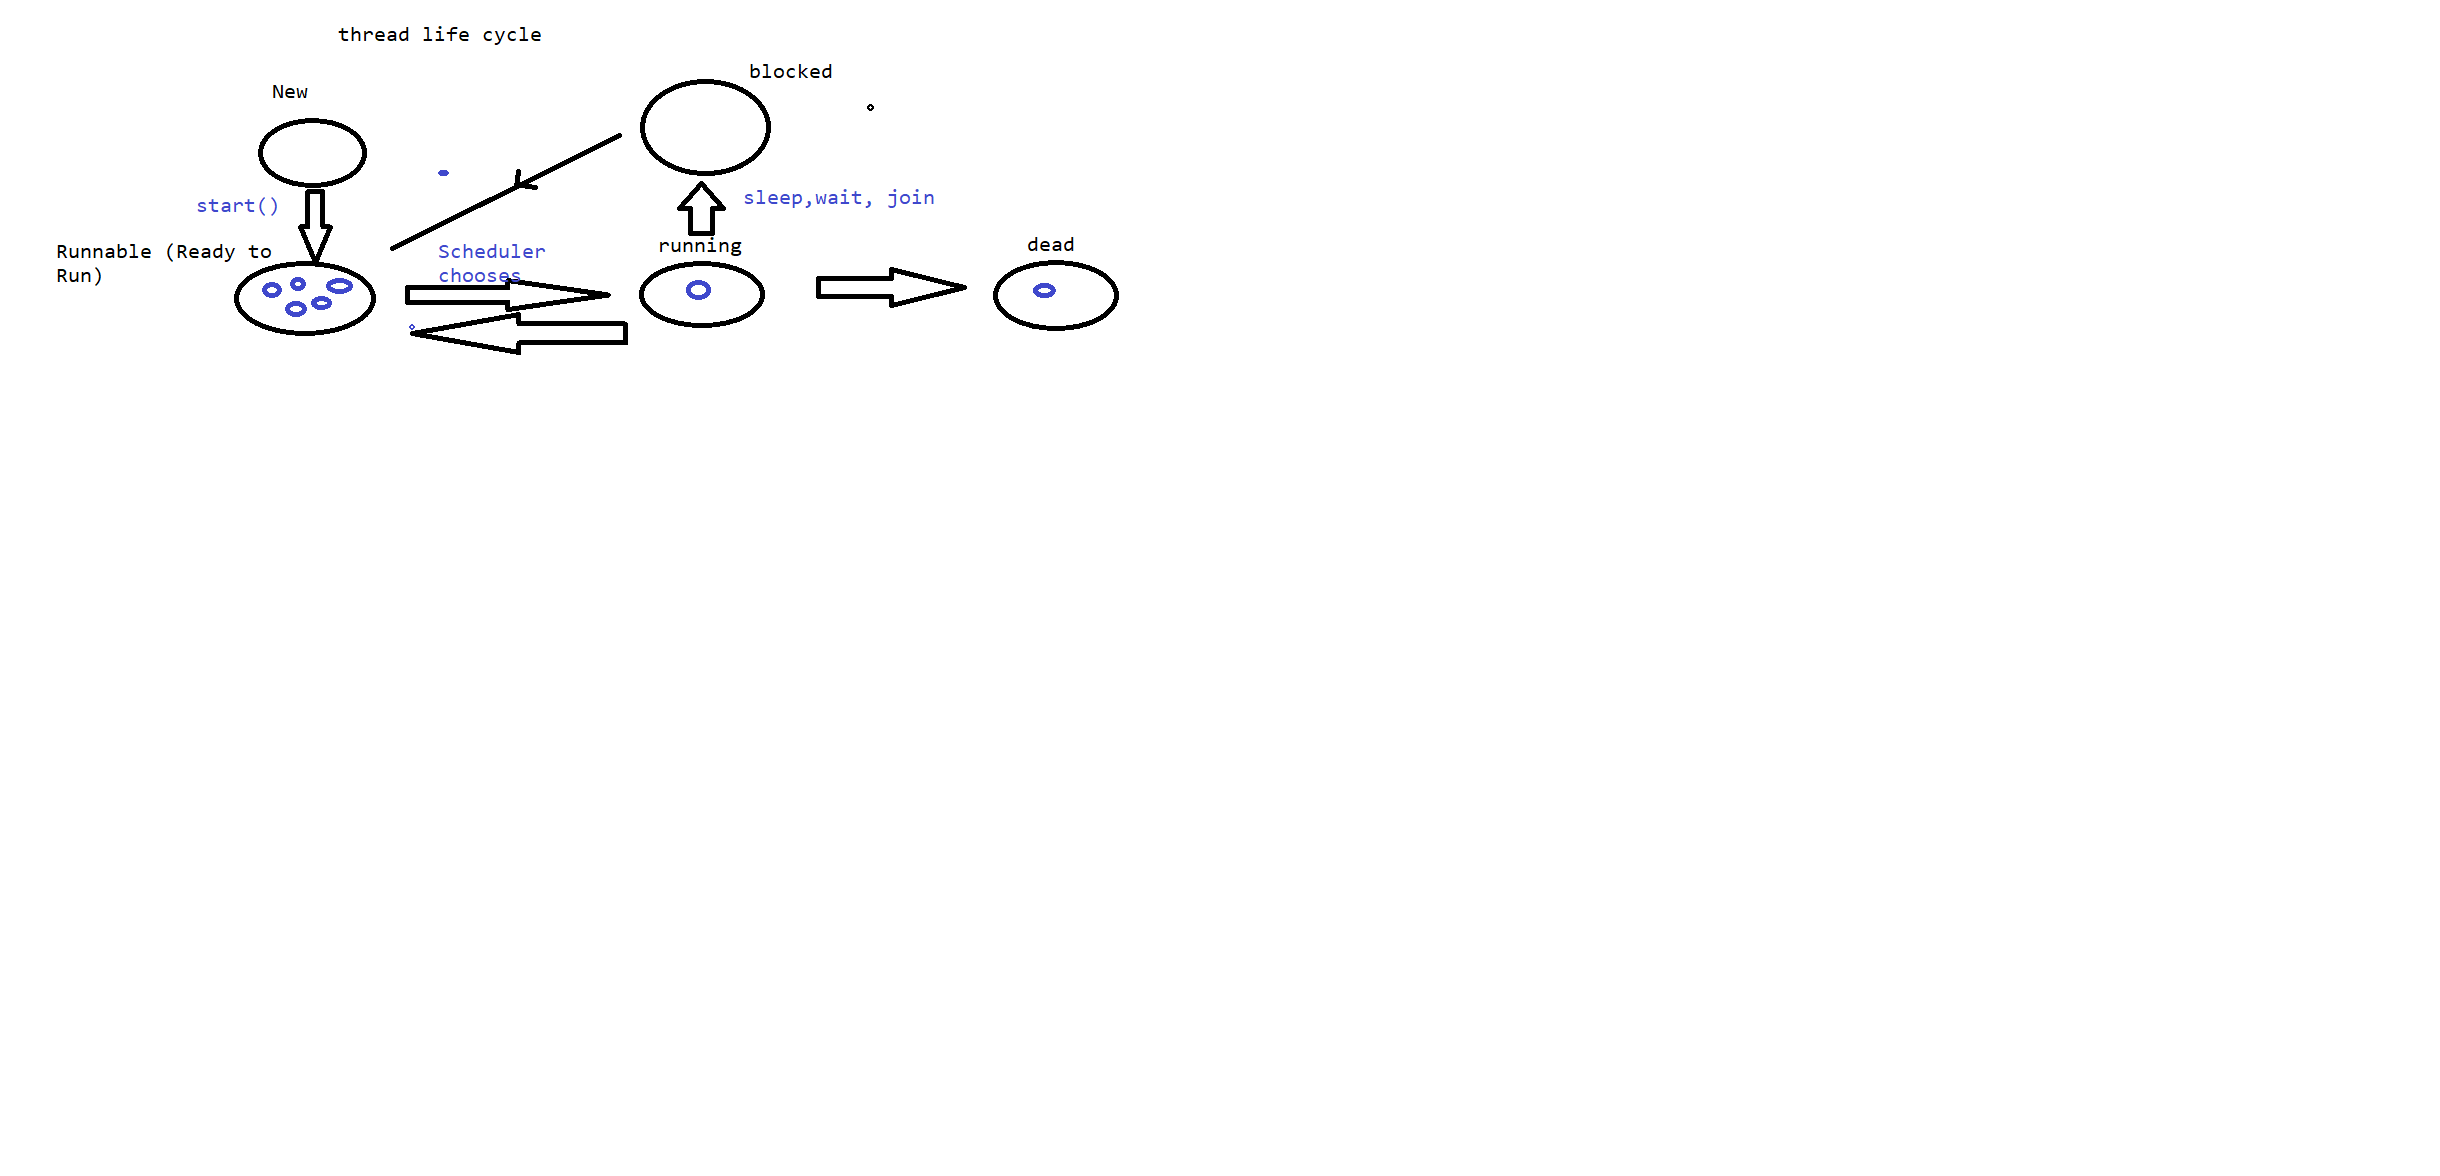 thread life cycle
blocked
New
sleep,wait, join
start()
Runnable (Ready to
Run)
Scheduler
chooses
running
dead